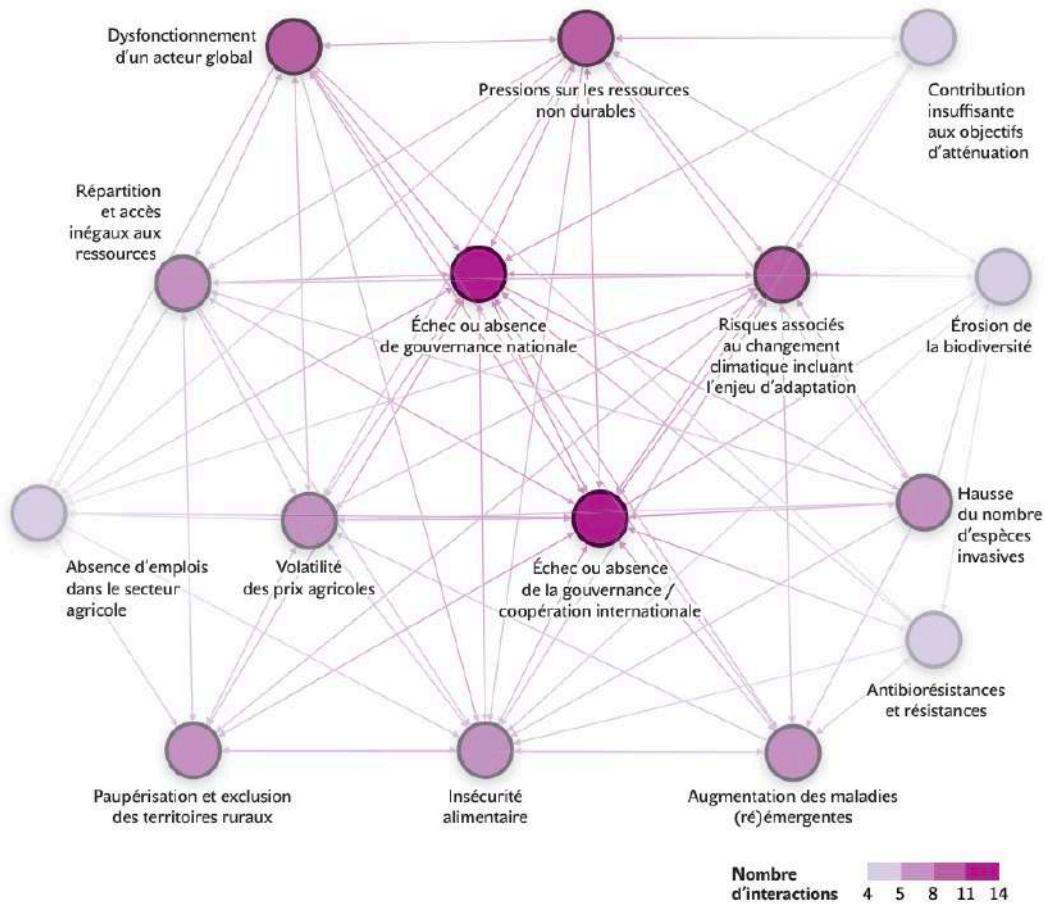 Dysfonctionnement
d'un acteur global
Pressions sur les ressources
non durables
Contribution
insuffisante
aux objectifs
d'atténuation
Répartition
et accès
inégaux aux
ressources
Échec ou absence
de gouvernance nationale
Risques associés
au changement
climatique incluant
l'enjeu d'adaptation
Érosion de
la biodiversité
Absence d'emplois
dans le secteur
agricole
Volatilité
des prix agricoles
Échec ou absence
de la gouvernance /
coopération internationale
Hausse
du nombre
d'espèces
invasives
Antibiorésistances
et résistances
Paupérisation et exclusion
des territoires ruraux
Insécurité
alimentaire
Augmentation des maladies
(ré)émergentes
Nombre
d'interactions
4 5 8 11 14